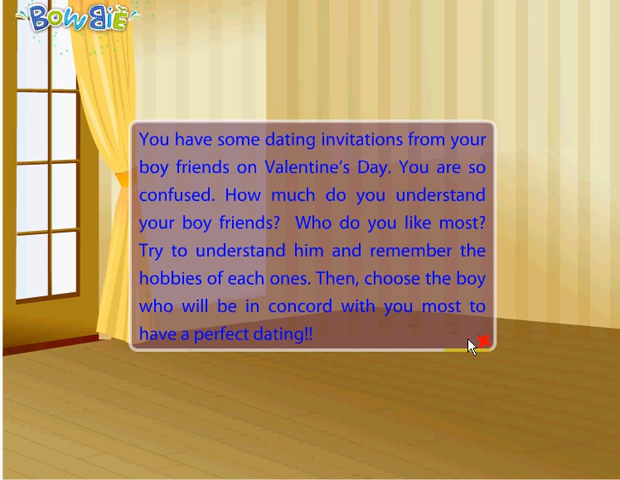 BowBiE
You have some dating invitations from your
boy friends on Valentine's Day. You are so
confused. How much do you understand
your boy friends? Who do you like most?
Try to understand him and remember the
hobbies of each ones. Then, choose the boy
who will be in concord with you most to
have a perfect dating!!